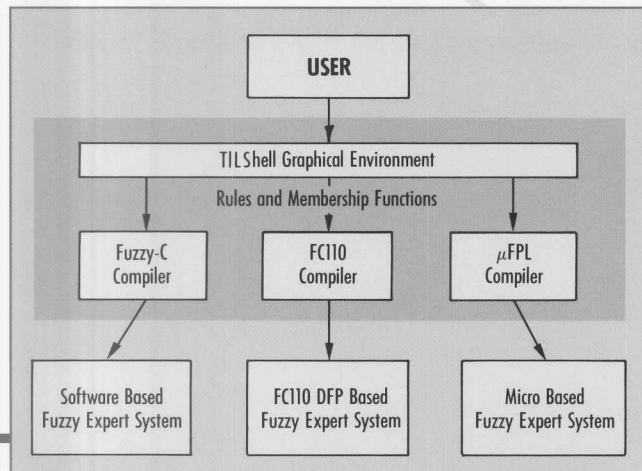 USER
TILShell Graphical Environment
Rules and Membership Functions
Fuzzy-C
Compiler
FC110
Compiler
μFPL
Compiler
Software Based
Fuzzy Expert System
FC110 DFP Based
Fuzzy Expert System
Micro Based
Fuzzy Expert System